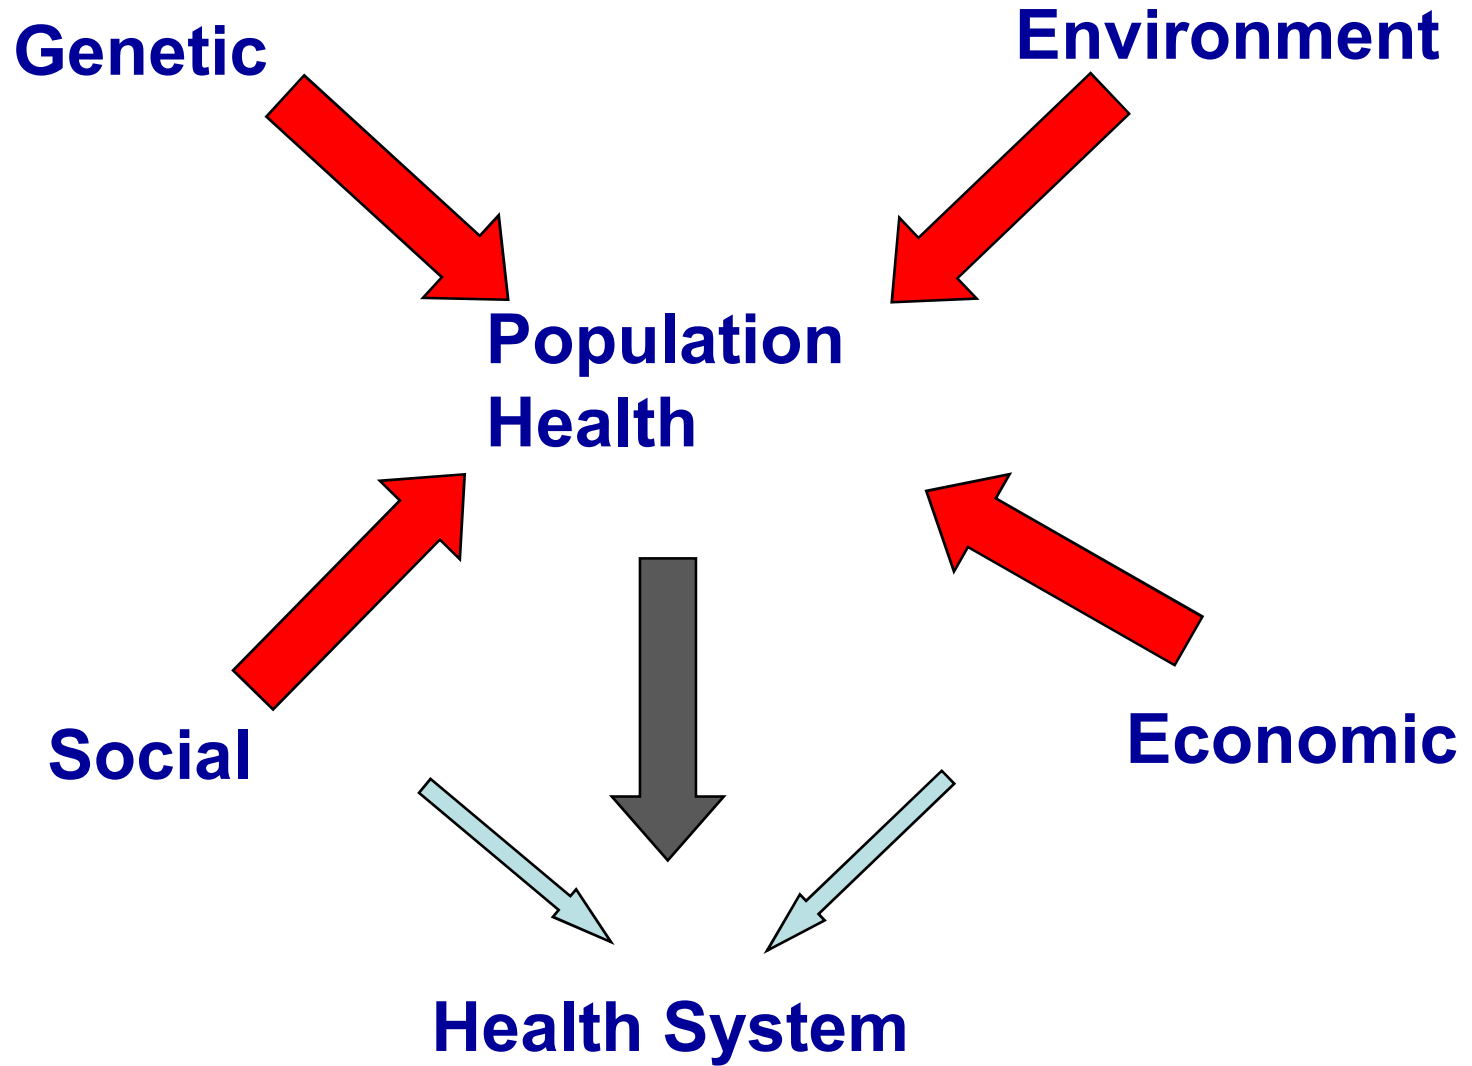 Genetic
Environment
Population
Health
Social
Economic
Health System